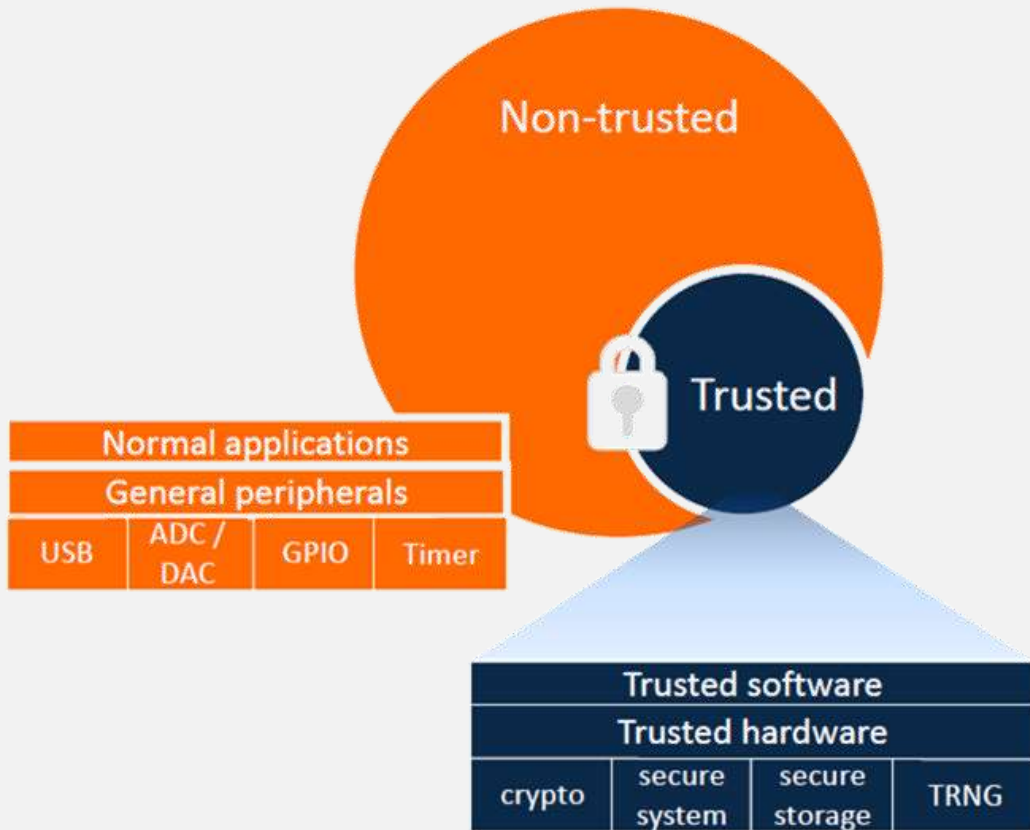 Non-trusted
Trusted
Normal applications
General peripherals
USB
ADC /
DAC
GPIO
Timer
Trusted software
Trusted hardware
crypto
secure
system
secure
storage
TRNG